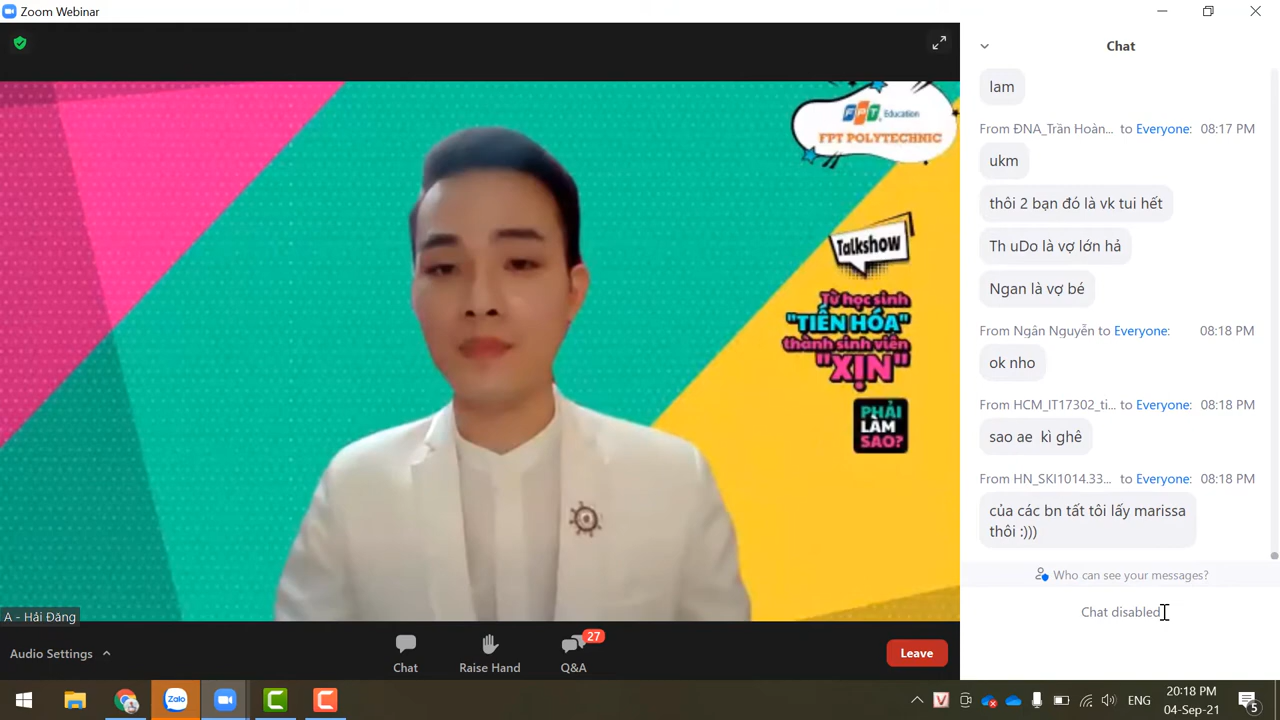 Zoom Webinar
FPT Education
FPT POLYTECHNIC
Talkshow
Từ học sinh
"TIẾN HÓA"
thành sinh viên
"XỊN"
PHẢI
LÀM
SAO?
A - Hải Đăng
Chat
lam
From ĐNA_Trần Hoàn... to Everyone: 08:17 PM
ukm
thôi 2 bạn đó là vk tui hết
Th uDo là vợ lớn hả
Ngan là vợ bé
From Ngân Nguyễn to Everyone: 08:18 PM
ok nho
From HCM_IT17302_ti... to Everyone: 08:18 PM
sao ae kì ghê
From HN_SKI1014.33... to Everyone: 08:18 PM
của các bn tất tôi lấy marissa
thôi :)))
Who can see your messages?
Chat disabled
Audio Settings
Chat
Raise Hand
27
Q&A
Leave
Zalo
V
ENG
20:18 PM
04-Sep-21
5